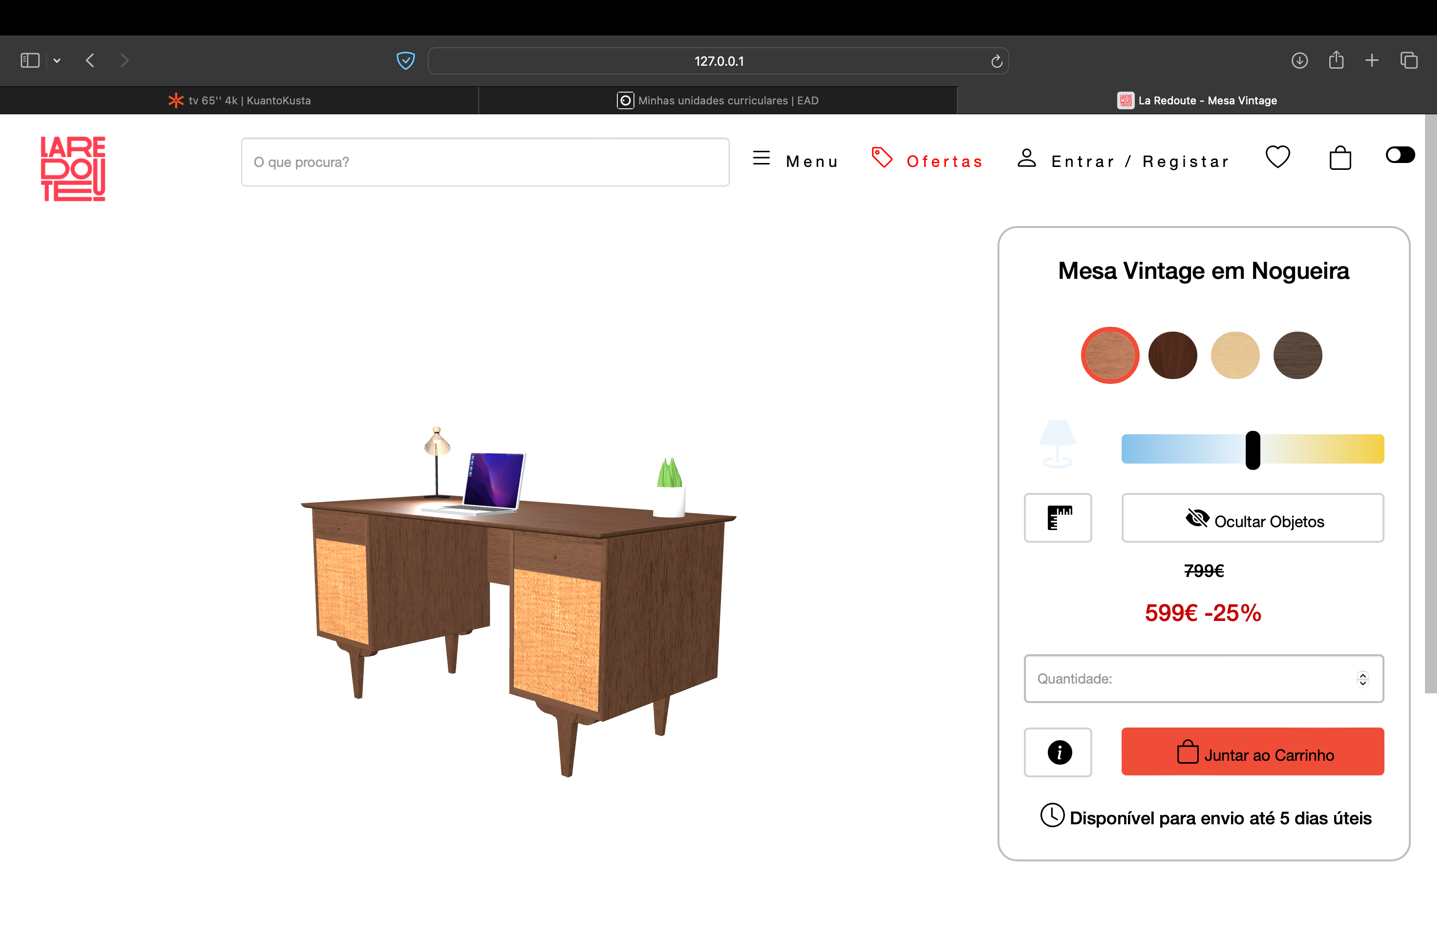 127.0.0.1
tv 65'' 4k | KuantoKusta
Minhas unidades curriculares | EAD
La Redoute - Mesa Vintage
LA RE
DOU
TE
O que procura?
Menu
Ofertas
Entrar / Registar
Mesa Vintage em Nogueira
Ocultar Objetos
799€
599€ -25%
Quantidade:
Juntar ao Carrinho
Disponível para envio até 5 dias úteis